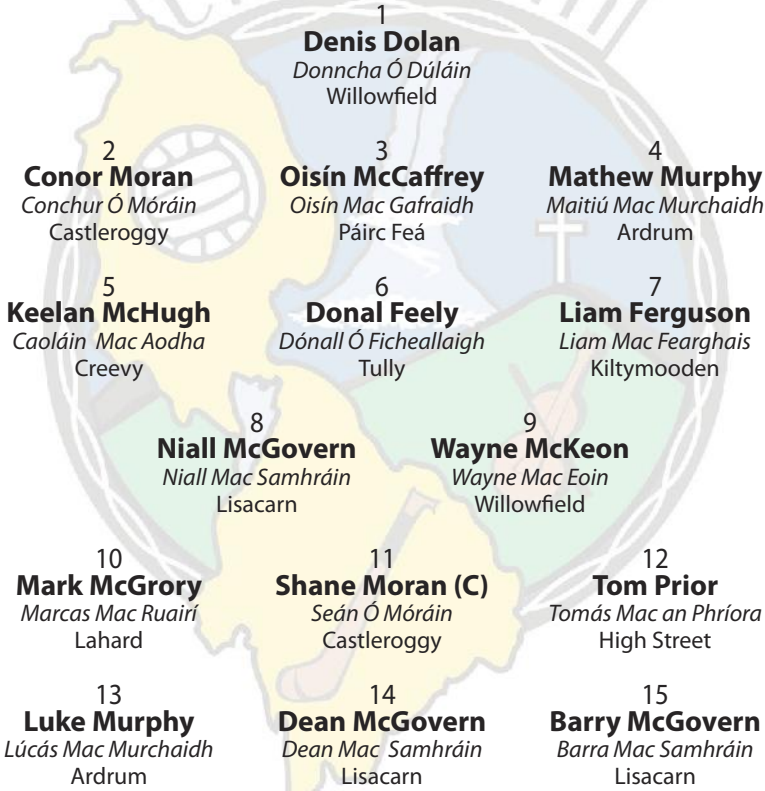 1
Denis Dolan
Donncha Ó Dúláin
Willowfield
2
Conor Moran
Conchur Ó Móráin
Castleroggy
3
Oisín McCaffrey
Oisín Mac Gafraidh
Páirc Feá
4
Mathew Murphy
Maitiú Mac Murchaidh
Ardrum
5
Keelan McHugh
Caoláin Mac Aodha
Creevy
6
Donal Feely
Dónall Ó Ficheallaigh
Tully
7
Liam Ferguson
Liam Mac Fearghais
Kiltymooden
8
Niall McGovern
Niall Mac Samhráin
Lisacarn
9
Wayne McKeon
Wayne Mac Eoin
Willowfield
10
Mark McGrory
Marcas Mac Ruairí
Lahard
11
Shane Moran (C)
Seán Ó Móráin
Castleroggy
12
Tom Prior
Tomás Mac an Phríora
High Street
13
Luke Murphy
Lúcás Mac Murchaidh
Ardrum
14
Dean McGovern
Dean Mac Samhráin
Lisacarn
15
Barry McGovern
Barra Mac Samhráin
Lisacarn